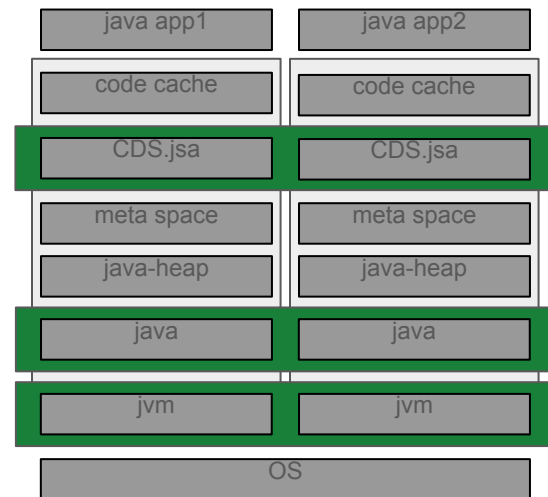 java app1 java app2
code cache code cache
CDS.jsa CDS.jsa
meta space meta space
java-heap java-heap
java java
jvm jvm
OS